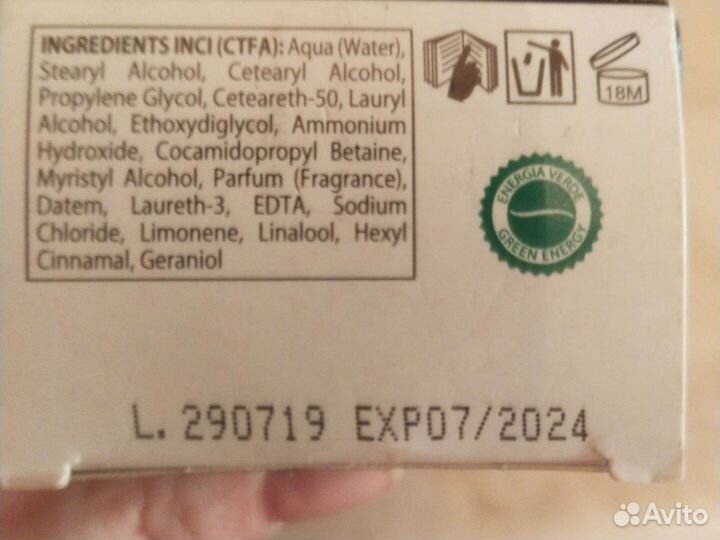 INGREDIENTS INCI (CTFA): Aqua (Water),
Stearyl Alcohol, Cetearyl Alcohol,
Propylene Glycol, Ceteareth-50, Lauryl
Alcohol, Ethoxydiglycol, Ammonium
Hydroxide, Cocamidopropyl Betaine,
Myristyl Alcohol, Parfum (Fragrance),
Datem, Laureth-3, EDTA, Sodium
Chloride, Limonene, Linalool, Hexyl
Cinnamal, Geraniol
18M
ENERGIA VERDE
GREEN ENERGY
L. 290719 EXP07/2024
Avito